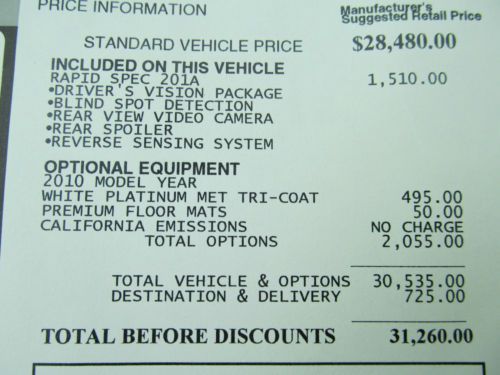 PRICE INFORMATION Manufacturer's
Suggested Retail Price
STANDARD VEHICLE PRICE $28,480.00
INCLUDED ON THIS VEHICLE
RAPID SPEC 201A 1,510.00
•DRIVER'S VISION PACKAGE
•BLIND SPOT DETECTION
•REAR VIEW VIDEO CAMERA
•REAR SPOILER
•REVERSE SENSING SYSTEM
OPTIONAL EQUIPMENT
2010 MODEL YEAR
WHITE PLATINUM MET TRI-COAT 495.00
PREMIUM FLOOR MATS 50.00
CALIFORNIA EMISSIONS NO CHARGE
TOTAL OPTIONS 2,055.00
TOTAL VEHICLE & OPTIONS 30,535.00
DESTINATION & DELIVERY 725.00
TOTAL BEFORE DISCOUNTS 31,260.00